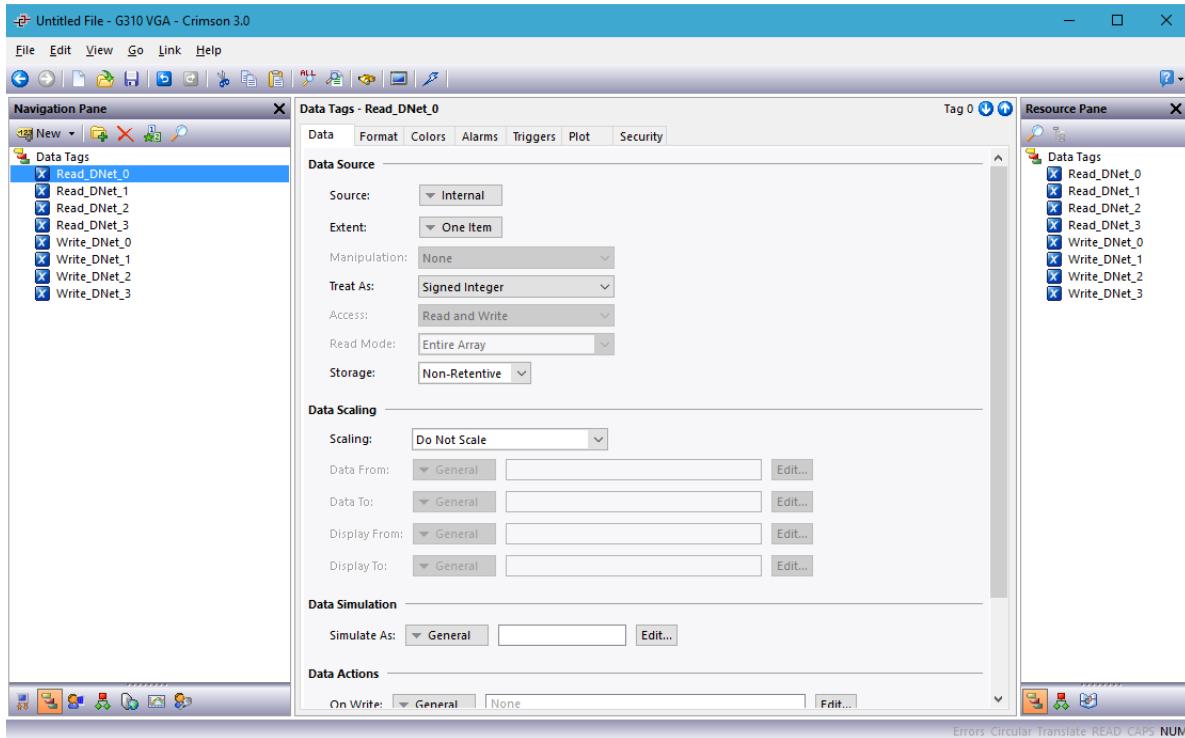 Untitled File - G310 VGA - Crimson 3.0
File Edit View Go Link Help
ALL
Navigation Pane
New
Data Tags
Read_DNet_0
Read_DNet_1
Read_DNet_2
Read_DNet_3
Write_DNet_0
Write_DNet_1
Write_DNet_2
Write_DNet_3
Data Tags - Read_DNet_0 Tag 0
Data Format Colors Alarms Triggers Plot Security
Data Source
Source: Internal
Extent: One Item
Manipulation: None
Treat As: Signed Integer
Access: Read and Write
Read Mode: Entire Array
Storage: Non-Retentive
Data Scaling
Scaling: Do Not Scale
Data From: General Edit...
Data To: General Edit...
Display From: General Edit...
Display To: General Edit...
Data Simulation
Simulate As: General Edit...
Data Actions
On Write: General None Edit...
Resource Pane
Data Tags
Read_DNet_0
Read_DNet_1
Read_DNet_2
Read_DNet_3
Write_DNet_0
Write_DNet_1
Write_DNet_2
Write_DNet_3
Errors Circular Translate READ CAPS NUM